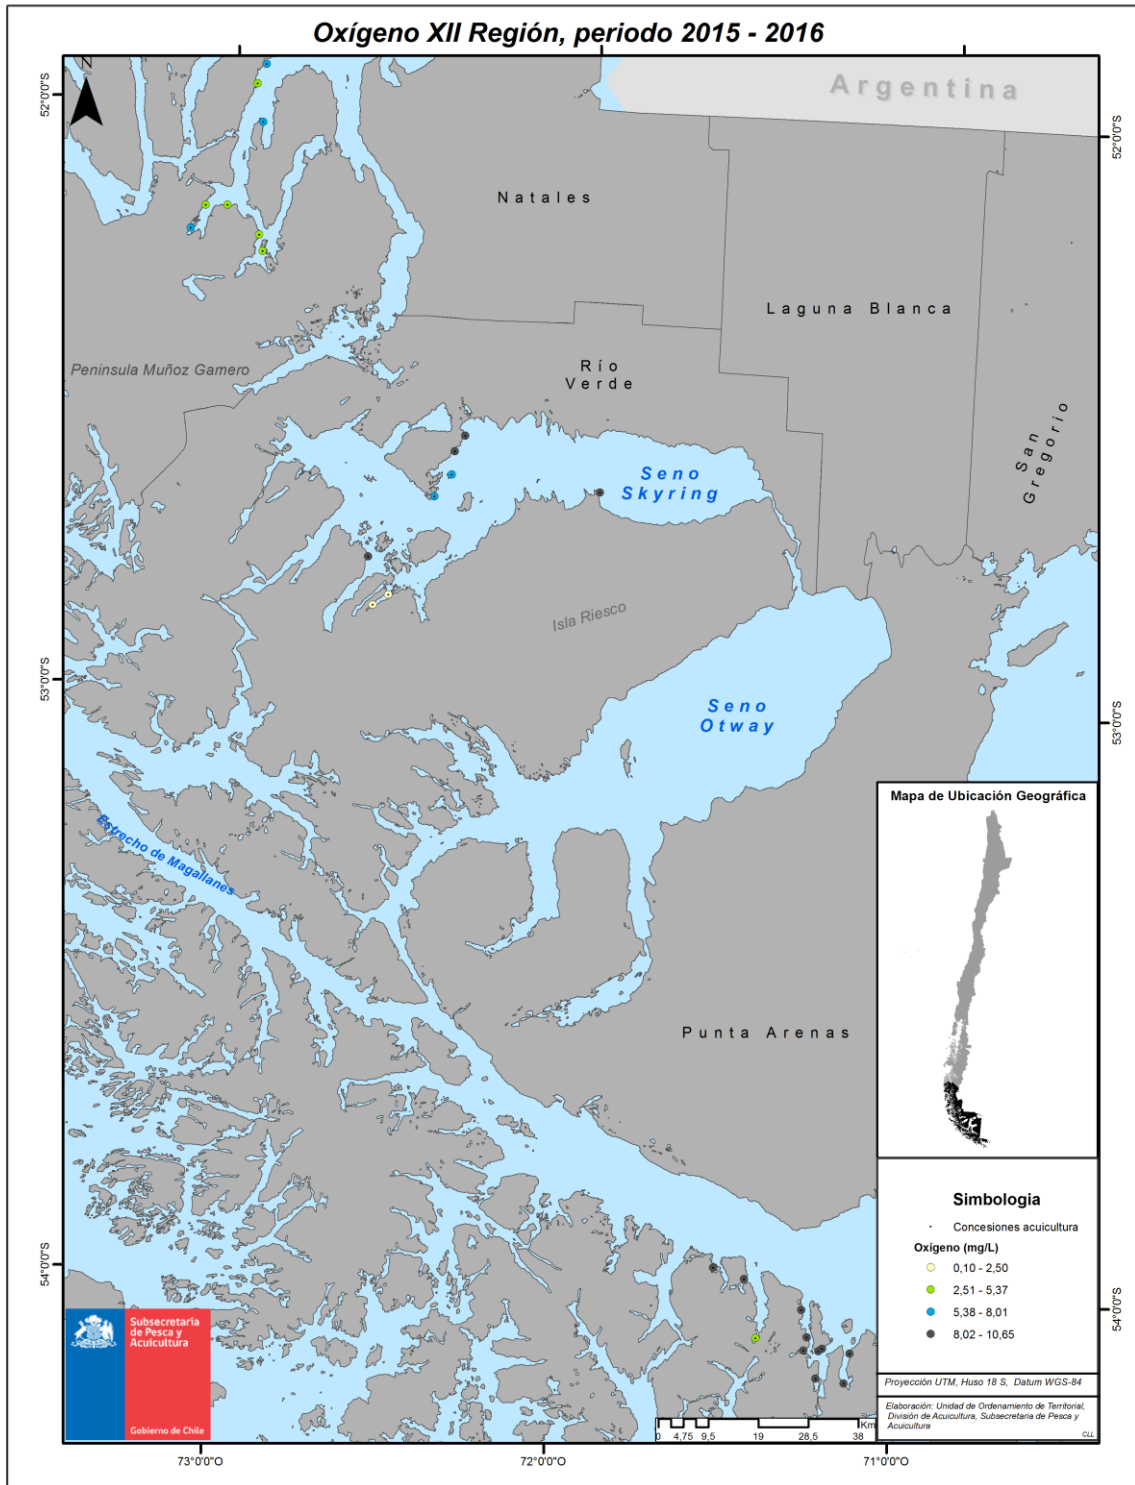 Oxígeno XII Región, periodo 2015 - 2016
N
52°0'0"S
52°0'0"S
Argentina
Natales
Laguna Blanca
Península Muñoz Gamero
Río
Verde
San
Gregorio
Seno
Skyring
Isla Riesco
53°0'0"S
53°0'0"S
Seno
Otway
Estrecho de Magallanes
Punta Arenas
54°0'0"S
54°0'0"S
Mapa de Ubicación Geográfica
Simbologia
Concesiones acuicultura
Oxígeno (mg/L)
0,10 - 2,50
2,51 - 5,37
5,38 - 8,01
8,02 - 10,65
Proyección UTM, Huso 18 S, Datum WGS-84
Elaboración: Unidad de Ordenamiento de Territorial,
División de Acuicultura, Subsecretaria de Pesca y
Acuicultura
CLL
Subsecretaría
de Pesca y
Acuicultura
Gobierno de Chile
Km
0 4,75 9,5 19 28,5 38
73°0'0"O
72°0'0"O
71°0'0"O